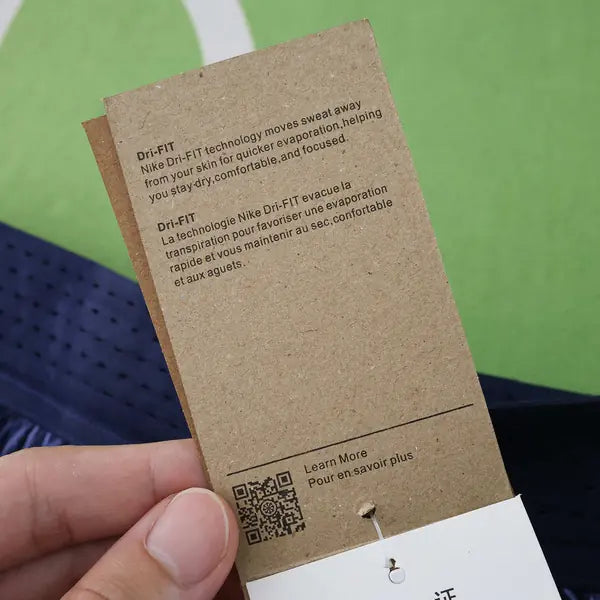 Dri-FIT
Nike Dri-FIT technology moves sweat away
from your skin for quicker evaporation,helping
you stay dry,comfortable,and focused.
Dri-FIT
La technologie Nike Dri-FIT evacue la
transpiration pour favoriser une evaporation
rapide et vous maintenir au sec,confortable
et aux aguets.
Learn More
Pour en savoir plus
证